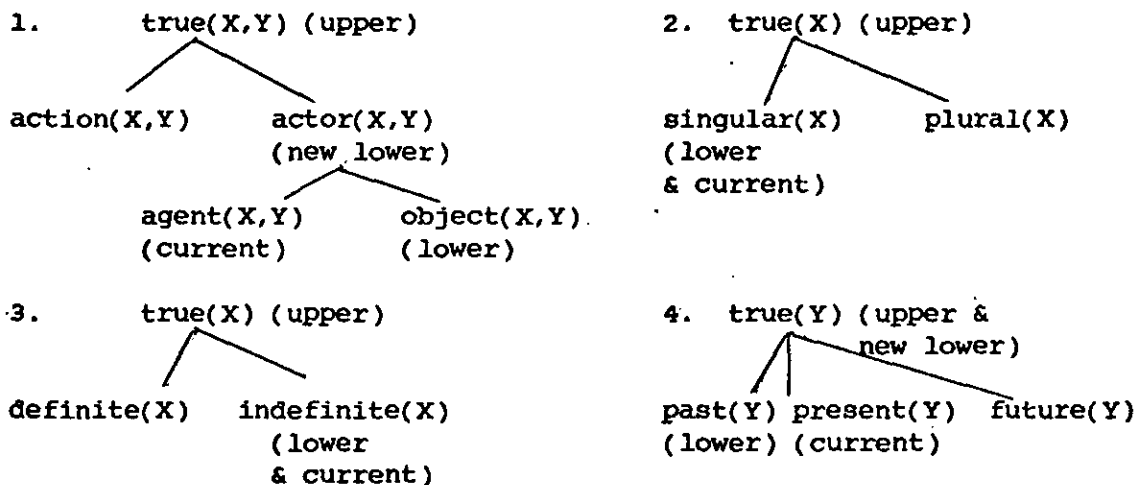 1. true(X,Y) (upper)
action(X,Y) actor(X,Y)
(new lower)
agent(X,Y) object(X,Y)
(current) (lower)
2. true(X) (upper)
singular(X) plural(X)
(lower
& current)
3. true(X) (upper)
definite(X) indefinite(X)
(lower
& current)
4. true(Y) (upper &
new lower)
past(Y) present(Y) future(Y)
(lower) (current)